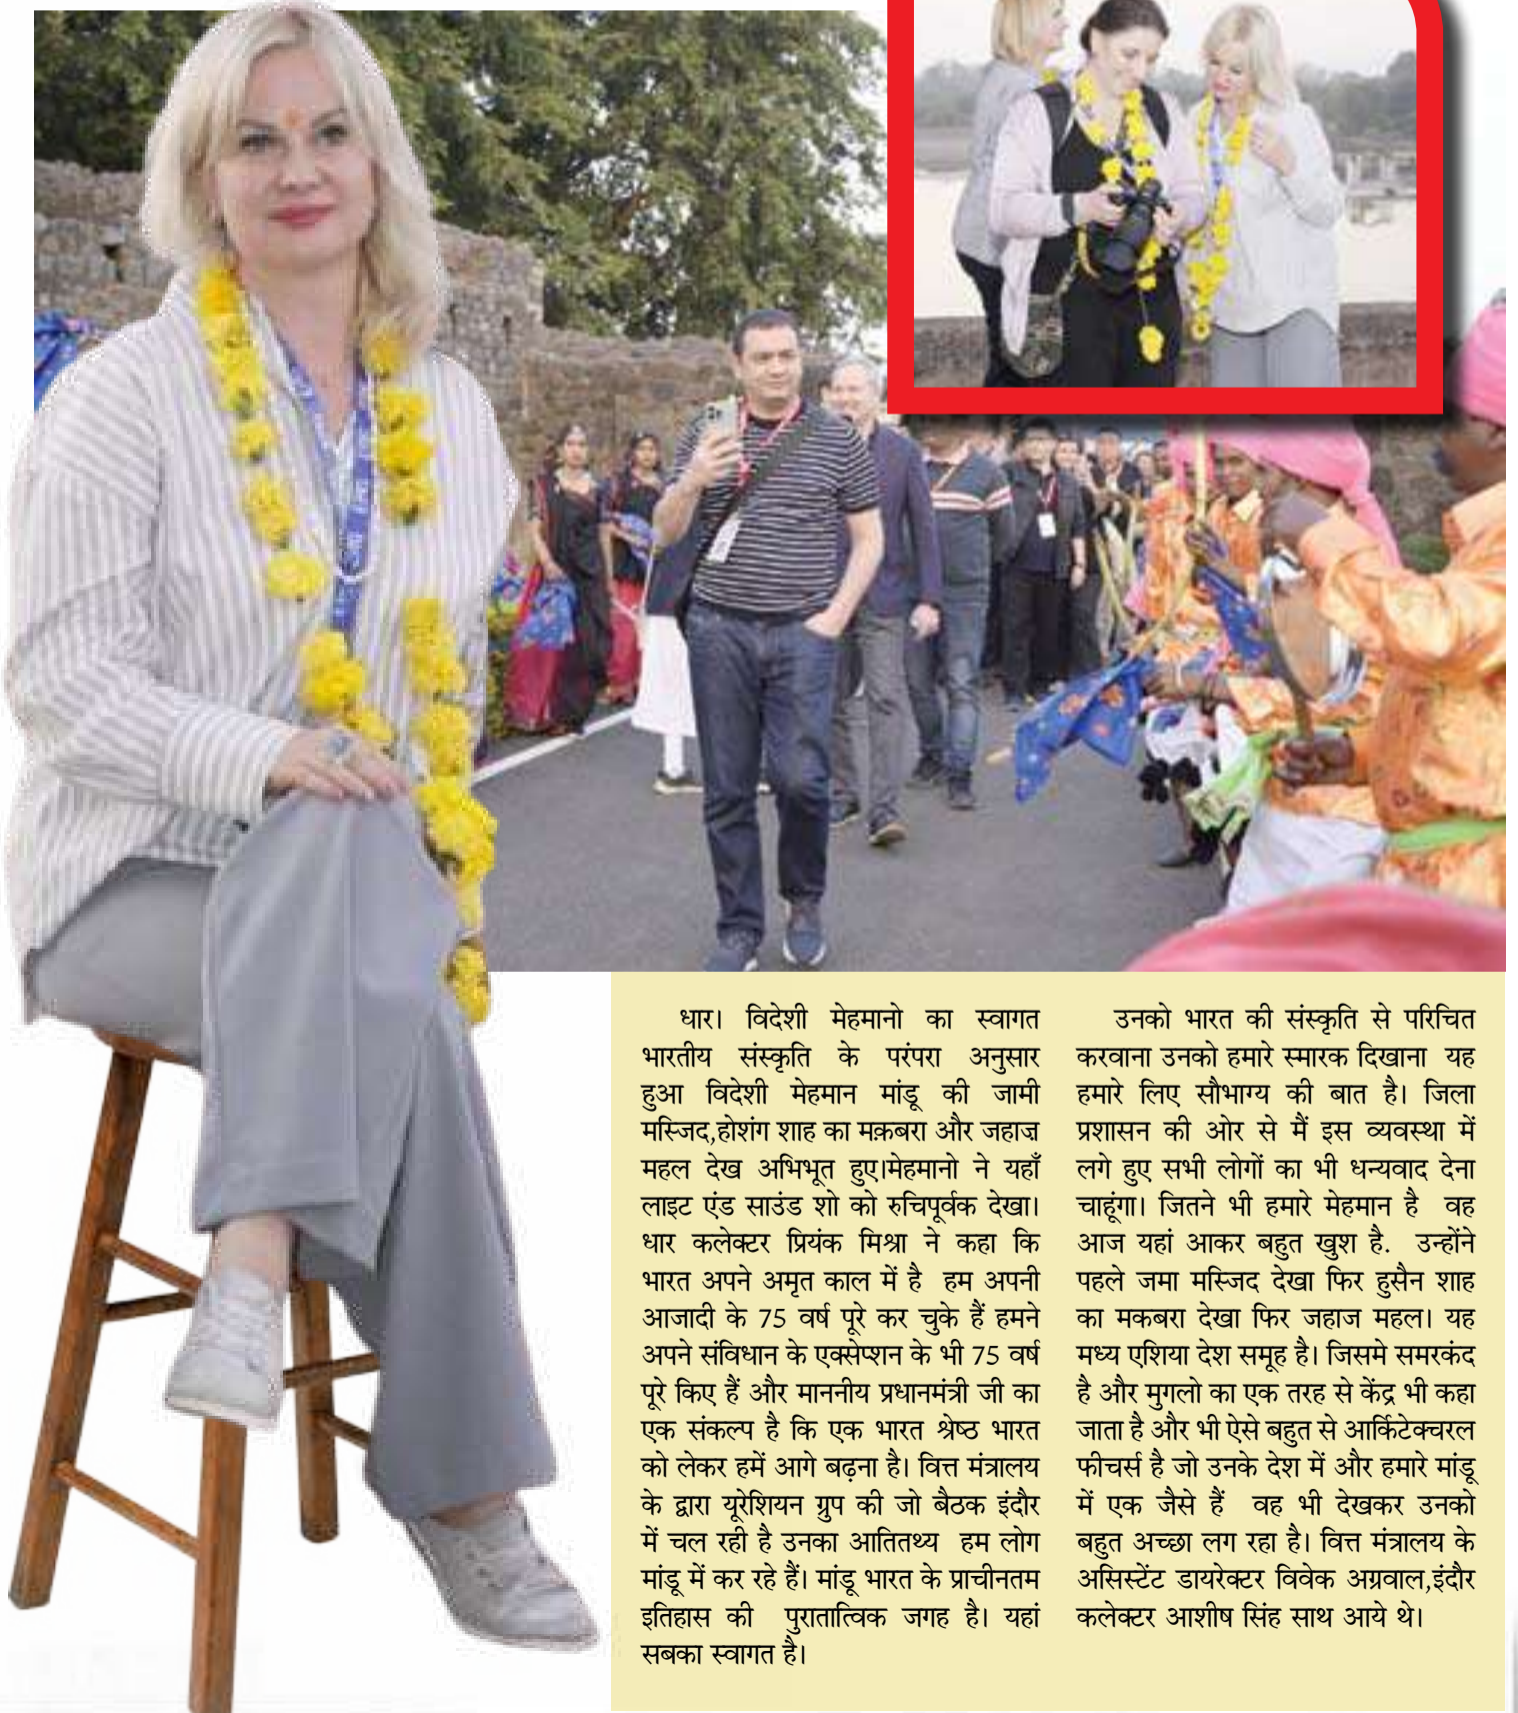 धार। विदेशी मेहमानो का स्वागत
भारतीय संस्कृति के परंपरा अनुसार
हुआ विदेशी मेहमान मांडू की जामी
मस्जिद,होशंग शाह का मक़बरा और जहाज़
महल देख अभिभूत हुए।मेहमानो ने यहाँ
लाइट एंड साउंड शो को रुचिपूर्वक देखा।
धार कलेक्टर प्रियंक मिश्रा ने कहा कि
भारत अपने अमृत काल में है हम अपनी
आजादी के 75 वर्ष पूरे कर चुके हैं हमने
अपने संविधान के एक्सेप्शन के भी 75 वर्ष
पूरे किए हैं और माननीय प्रधानमंत्री जी का
एक संकल्प है कि एक भारत श्रेष्ठ भारत
को लेकर हमें आगे बढ़ना है। वित्त मंत्रालय
के द्वारा यूरेशियन ग्रुप की जो बैठक इंदौर
में चल रही है उनका आतितथ्य हम लोग
मांडू में कर रहे हैं। मांडू भारत के प्राचीनतम
इतिहास की पुरातात्विक जगह है। यहां
सबका स्वागत है।
उनको भारत की संस्कृति से परिचित
करवाना उनको हमारे स्मारक दिखाना यह
हमारे लिए सौभाग्य की बात है। जिला
प्रशासन की ओर से मैं इस व्यवस्था में
लगे हुए सभी लोगों का भी धन्यवाद देना
चाहूंगा। जितने भी हमारे मेहमान है वह
आज यहां आकर बहुत खुश है. उन्होंने
पहले जमा मस्जिद देखा फिर हुसैन शाह
का मकबरा देखा फिर जहाज महल। यह
मध्य एशिया देश समूह है। जिसमे समरकंद
है और मुगलो का एक तरह से केंद्र भी कहा
जाता है और भी ऐसे बहुत से आर्किटेक्चरल
फीचर्स है जो उनके देश में और हमारे मांडू
में एक जैसे हैं वह भी देखकर उनको
बहुत अच्छा लग रहा है। वित्त मंत्रालय के
असिस्टेंट डायरेक्टर विवेक अग्रवाल,इंदौर
कलेक्टर आशीष सिंह साथ आये थे।